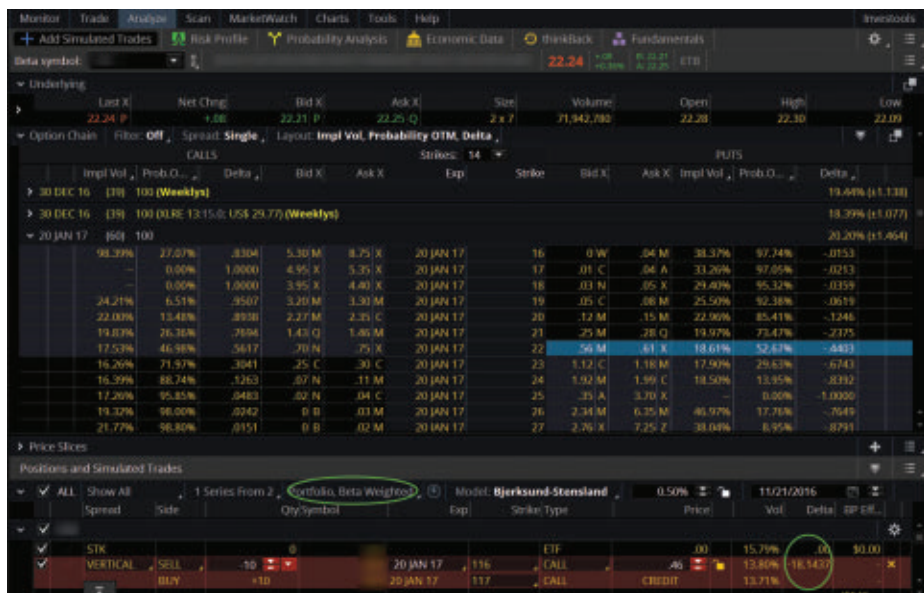 Monitor Trade Analyze Scan MarketWatch Charts Tools Help Investools
+ Add Simulated Trades Risk Profile Probability Analysis Economic Data thinkBack Fundamentals
Beta symbol: 22.24 ETB
Underlying
Last X Net Chng Bid X Ask X Size Volume Open High Low
22.24 P +.08 22.21 P 22.25 Q 2 x 7 71,942,780 22.28 22.30 22.09
Option Chain Filter: Off Spread: Single Layout: Impl Vol, Probability OTM, Delta
CALLS Strikes: 14 PUTS
Impl Vol Prob.O... Delta Bid X Ask X Exp Strike Bid X Ask X Impl Vol Prob.O... Delta
30 DEC 16 (39) 100 (Weeklys) 19.44% (±1.138)
30 DEC 16 (39) 100 (XLRE 13:15.0; US$ 29.77) (Weeklys) 18.39% (±1.077)
20 JAN 17 (60) 100 20.20% (±1.464)
98.39% 27.07% .8304 5.30 M 8.75 X 20 JAN 17 16 0 W .04 M 38.37% 97.74% -.0153
-- 0.00% 1.0000 4.95 X 5.35 X 20 JAN 17 17 .01 C .04 A 33.26% 97.05% -.0213
-- 0.00% 1.0000 3.95 X 4.40 X 20 JAN 17 18 .03 N .05 X 29.40% 95.32% -.0359
24.21% 6.51% .9507 3.20 M 3.30 M 20 JAN 17 19 .05 C .08 M 25.50% 92.38% -.0619
22.00% 13.48% .8938 2.27 M 2.35 C 20 JAN 17 20 .12 M .15 M 22.96% 85.41% -.1246
19.83% 26.36% .7694 1.43 Q 1.46 M 20 JAN 17 21 .25 M .28 Q 19.97% 73.47% -.2375
17.53% 46.98% .5617 .70 N .75 X 20 JAN 17 22 .56 M .61 X 18.61% 52.67% -.4403
16.26% 71.97% .3041 .25 C .30 C 20 JAN 17 23 1.12 C 1.18 M 17.90% 29.63% -.6743
16.39% 88.74% .1263 .07 N .11 M 20 JAN 17 24 1.92 M 1.99 C 18.50% 13.95% -.8392
17.26% 95.85% .0483 .02 N .04 C 20 JAN 17 25 .35 A 3.70 X -- 0.00% -1.0000
19.32% 98.00% .0242 0 B .03 M 20 JAN 17 26 2.34 M 6.35 M 46.97% 17.76% -.7649
21.77% 98.80% .0151 0 B .02 M 20 JAN 17 27 2.76 X 7.25 Z 38.04% 8.95% -.8791
Price Slices
Positions and Simulated Trades
ALL Show All 1 Series From 2 Portfolio, Beta Weighted Model: Bjerksund-Stensland 0.50% 11/21/2016
Spread Side Qty Symbol Exp Strike Type Price Vol Delta BP Eff...
STK 0 ETF .00 15.79% .00 $0.00
VERTICAL SELL -10 20 JAN 17 116 CALL .46 13.80% -18.1437
BUY +10 20 JAN 17 117 CALL CREDIT 13.71%